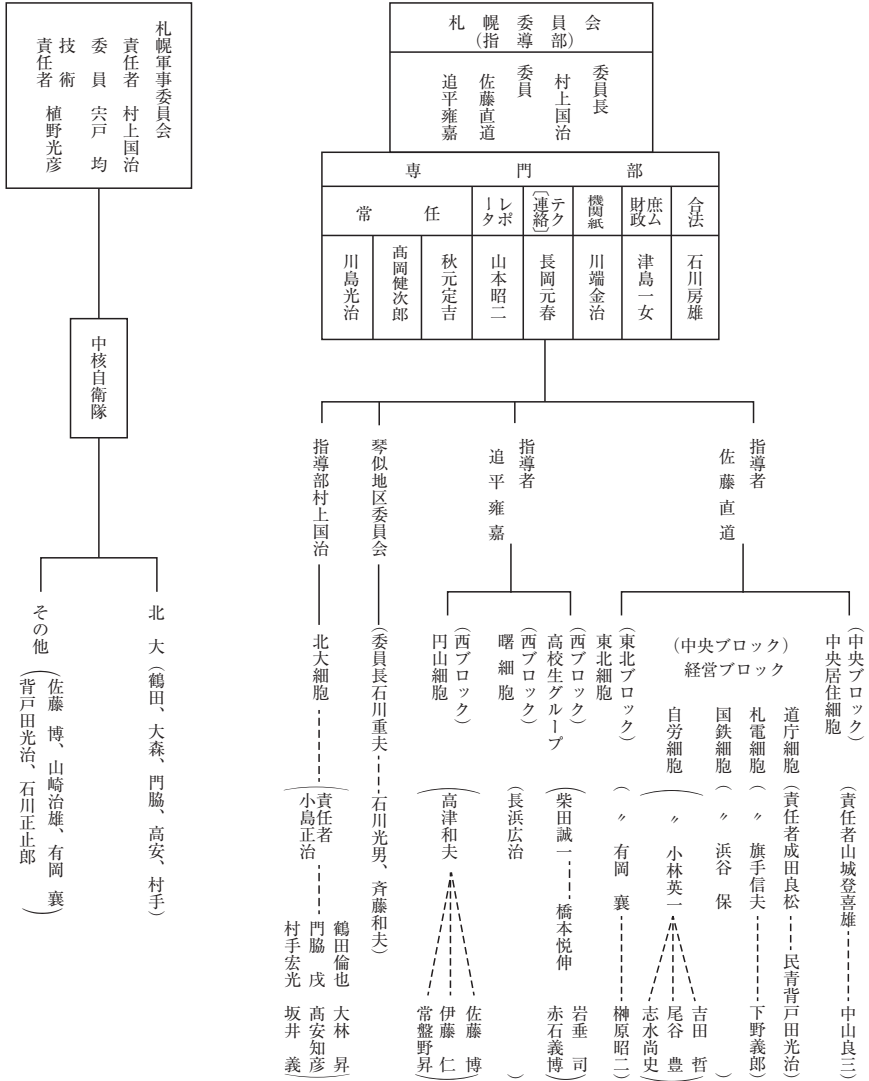 札幌委員会
(指導部)
委員長
村上国治
委員
佐藤直道
追平雍嘉
専門部
合法
石川房雄
庶ム
財政
津島一女
機関紙
川端金治
テク
〔連絡〕
長岡元春
レポ
ータ
山本昭二
常任
秋元定吉
髙岡健次郎
川島光治
指導者
佐藤直道
(中央ブロック)
中央居住細胞
(責任者山城登喜雄
中山良三)
(中央ブロック)
経営ブロック
道庁細胞
(責任者成田良松
民青背戸田光治)
札電細胞
(〃 旗手信夫
下野義郎)
国鉄細胞
(〃 浜谷 保
)
自労細胞
(〃 小林英一
吉田 哲
尾谷 豊
志水尚史)
(東北ブロック)
東北細胞
(〃 有岡 襄
榊原昭二)
指導者
追平雍嘉
(西ブロック)
高校生グループ
(柴田誠一
橋本悦伸
岩垂 司
赤石義博)
(西ブロック)
曙細胞
(長浜広治
)
(西ブロック)
円山細胞
(高津和夫
佐藤 博
伊藤 仁
常盤野昇)
琴似地区委員会
(委員長石川重夫
石川光男、斉藤和夫)
指導部村上国治
北大細胞
(責任者
小島正治
鶴田倫也 大林 昇
門脇 戌 髙安知彦
村手宏光 坂井 義)
札幌軍事委員会
責任者 村上国治
委員 宍戸 均
技術
責任者 植野光彦
中核自衛隊
北 大(鶴田、大森、門脇、高安、村手)
その他(佐藤 博、山崎治雄、有岡 襄
背戸田光治、石川正止郎)